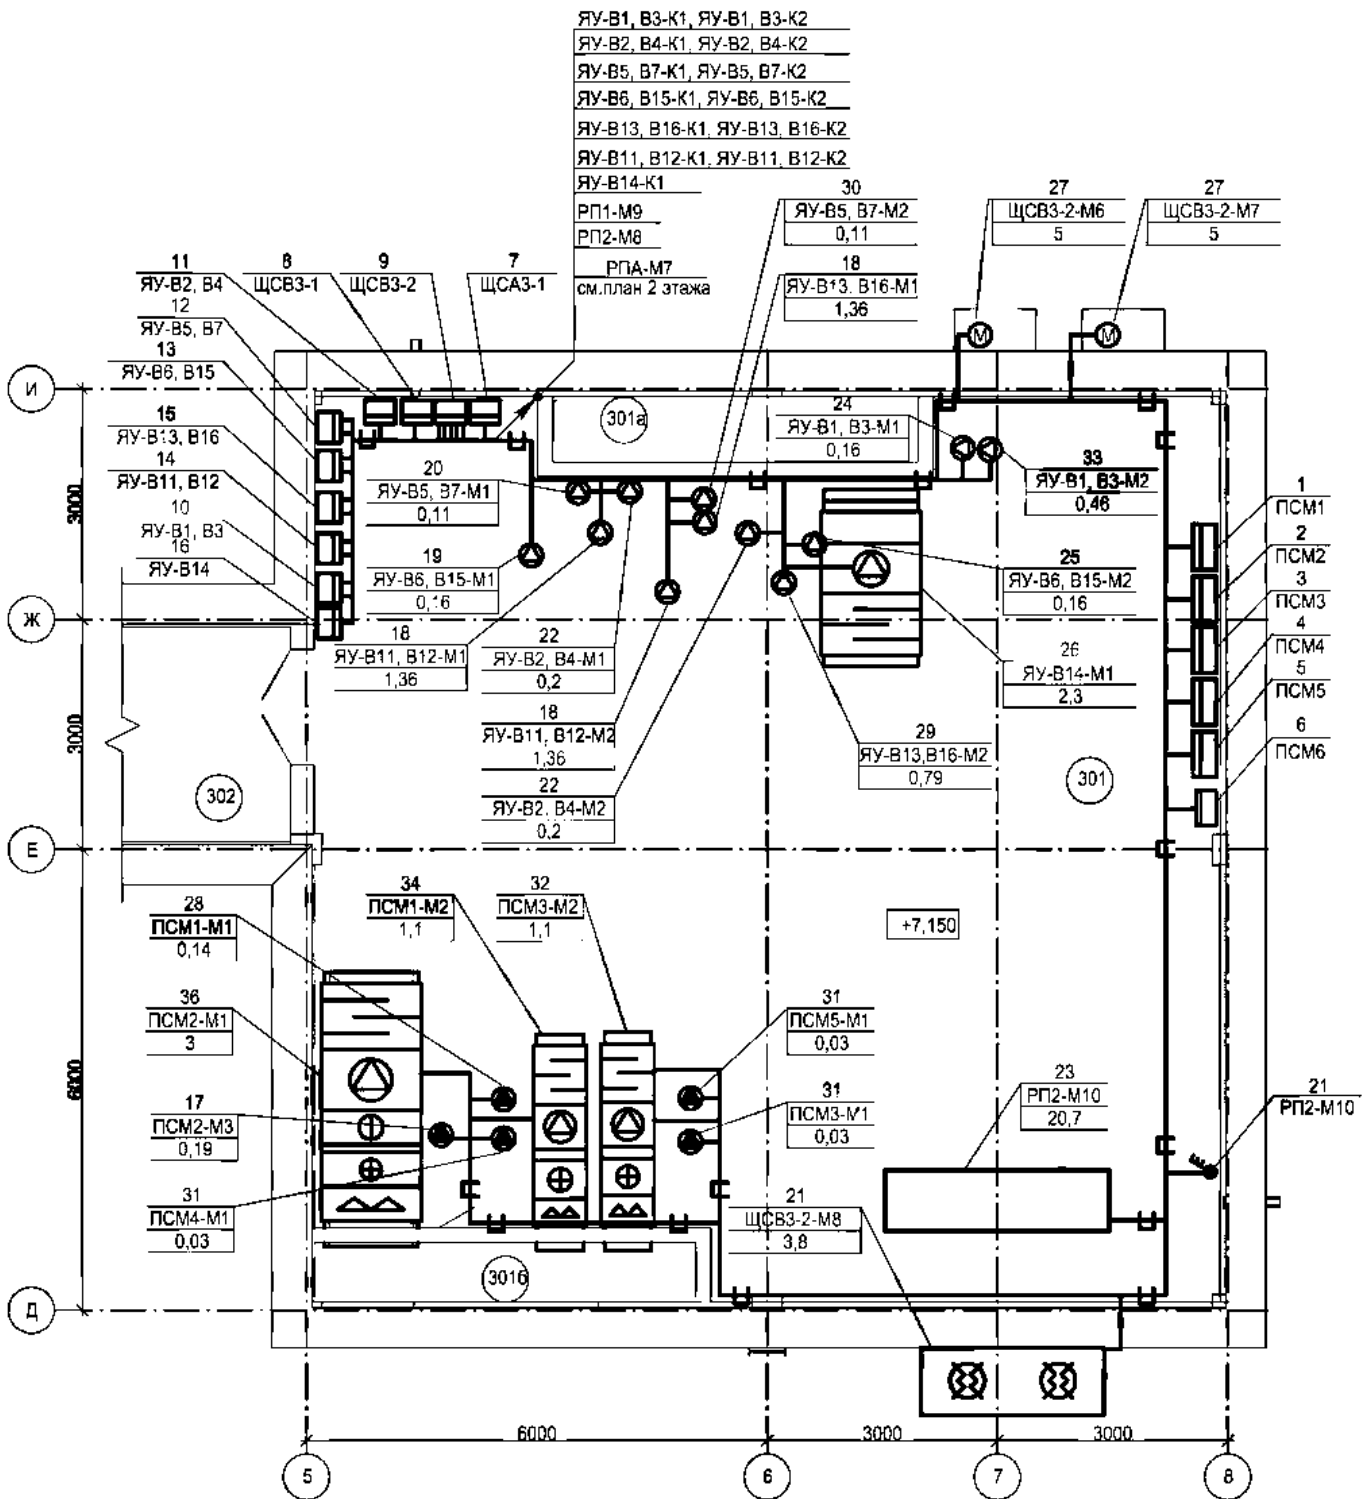 ЯУ-В1, В3-К1, ЯУ-В1, В3-К2
ЯУ-В2, В4-К1, ЯУ-В2, В4-К2
ЯУ-В5, В7-К1, ЯУ-В5, В7-К2
ЯУ-В6, В15-К1, ЯУ-В6, В15-К2
ЯУ-В13, В16-К1, ЯУ-В13, В16-К2
ЯУ-В11, В12-К1, ЯУ-В11, В12-К2
ЯУ-В14-К1
РП1-М9
РП2-М8
РПА-М7
см.план 2 этажа
30
ЯУ-В5, В7-М2
0,11
18
ЯУ-В13, В16-М1
1,36
27
ЩСВ3-2-М6
5
27
ЩСВ3-2-М7
5
11
ЯУ-В2, В4
8
ЩСВ3-1
9
ЩСВ3-2
7
ЩСА3-1
12
ЯУ-В5, В7
13
ЯУ-В6, В15
15
ЯУ-В13, В16
14
ЯУ-В11, В12
10
ЯУ-В1, В3
16
ЯУ-В14
И
М
М
301а
24
ЯУ-В1, В3-М1
0,16
20
ЯУ-В5, В7-М1
0,11
33
ЯУ-В1, В3-М2
0,46
1
ПСМ1
2
ПСМ2
3
ПСМ3
4
ПСМ4
5
ПСМ5
6
ПСМ6
3000
19
ЯУ-В6, В15-М1
0,16
25
ЯУ-В6, В15-М2
0,16
Ж
18
ЯУ-В11, В12-М1
1,36
22
ЯУ-В2, В4-М1
0,2
26
ЯУ-В14-М1
2,3
3000
18
ЯУ-В11, В12-М2
1,36
29
ЯУ-В13,В16-М2
0,79
22
ЯУ-В2, В4-М2
0,2
302
301
Е
28
ПСМ1-М1
0,14
34
ПСМ1-М2
1,1
32
ПСМ3-М2
1,1
+7,150
36
ПСМ2-М1
3
31
ПСМ5-М1
0,03
17
ПСМ2-М3
0,19
31
ПСМ3-М1
0,03
23
РП2-М10
20,7
21
РП2-М10
6000
31
ПСМ4-М1
0,03
21
ЩСВ3-2-М8
3,8
301б
Д
6000
3000
3000
5
6
7
8